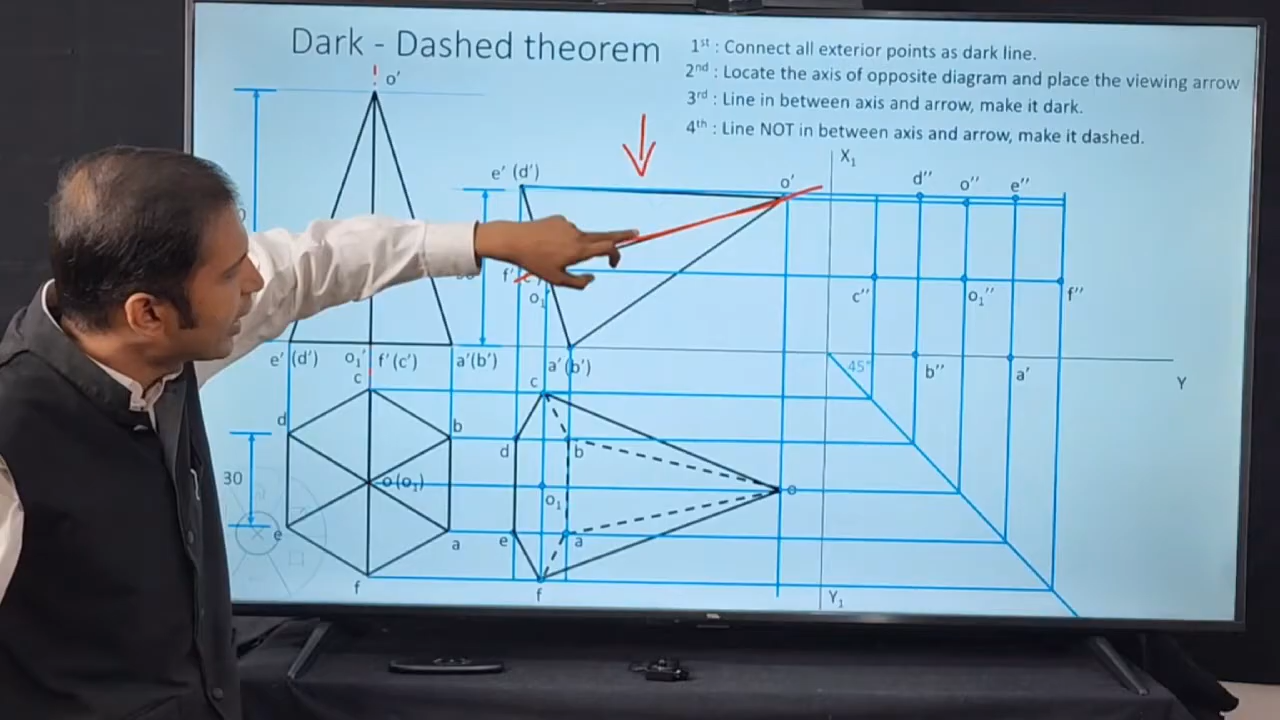 Dark - Dashed theorem
1st : Connect all exterior points as dark line.
2nd : Locate the axis of opposite diagram and place the viewing arrow
3rd : Line in between axis and arrow, make it dark.
4th : Line NOT in between axis and arrow, make it dashed.
o'
X1
e' (d')
o'
d''
o''
e''
f'
o1
c''
o1''
f''
e' (d')
o1'
f'(c')
a'(b')
a'(b')
45°
b''
a'
Y
c
c
d
b
d
b
30
o(o1)
o1
o
e
a
e
a
f
f
Y1